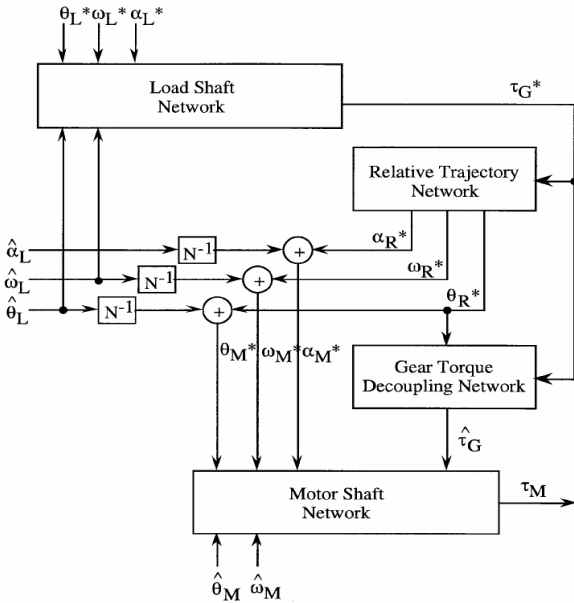 θL* ωL* αL*
Load Shaft
Network
τG*
Relative Trajectory
Network
αR*
α̂L
N-1
+
ωR*
ω̂L
N-1
+
θR*
θ̂L
N-1
+
θM* ωM* αM*
Gear Torque
Decoupling Network
τ̂G
Motor Shaft
Network
τM
θ̂M ω̂M